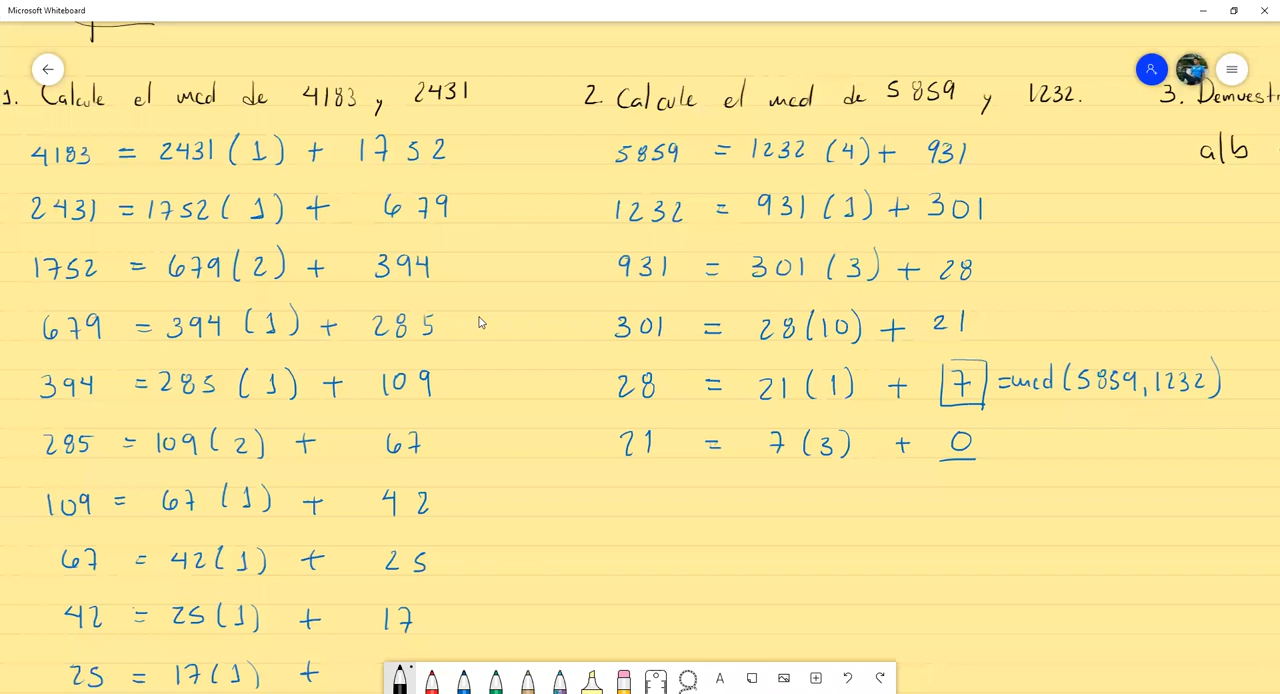 Microsoft Whiteboard
1. Calcule el mcd de 4183 y 2431
4183 = 2431(1) + 1752
2431 = 1752(1) + 679
1752 = 679(2) + 394
679 = 394(1) + 285
394 = 285(1) + 109
285 = 109(2) + 67
109 = 67(1) + 42
67 = 42(1) + 25
42 = 25(1) + 17
25 = 17(1) +
2. Calcule el mcd de 5859 y 1232.
5859 = 1232(4) + 931
1232 = 931(1) + 301
931 = 301(3) + 28
301 = 28(10) + 21
28 = 21(1) + 7 = mcd(5859,1232)
21 = 7(3) + 0
3. Demuestr
a|b
A